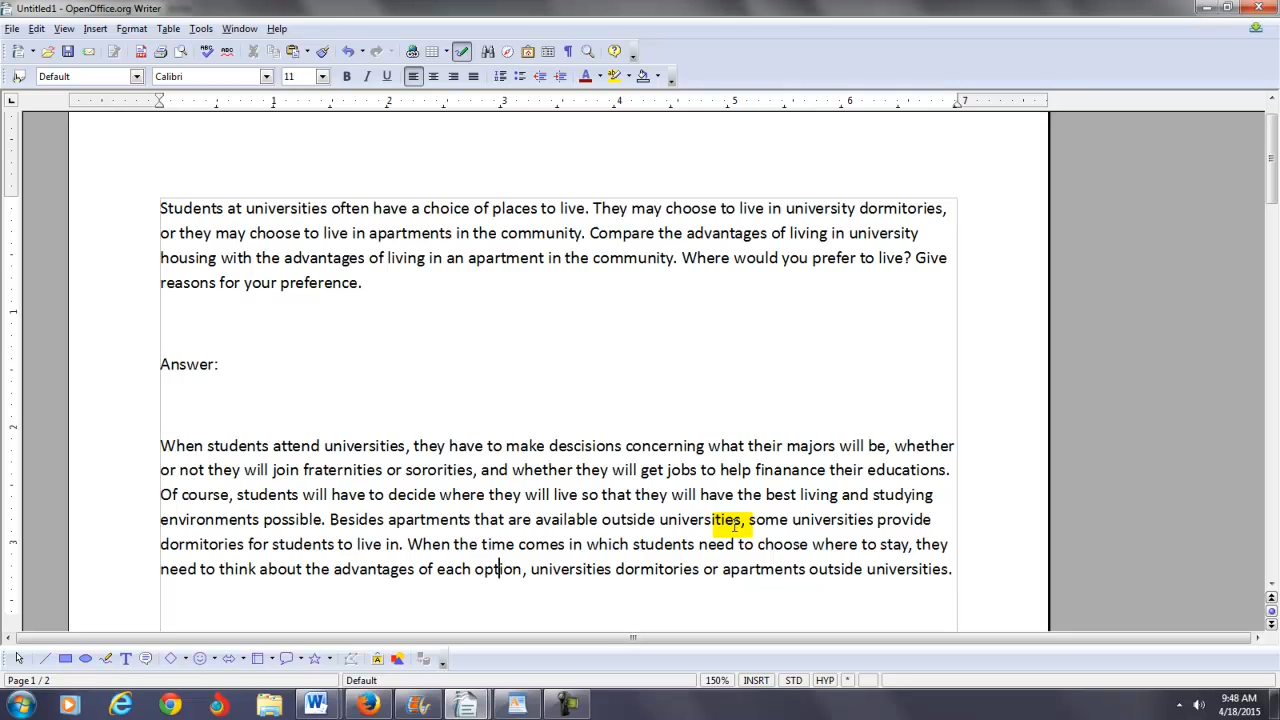 Untitled1 - OpenOffice.org Writer
File Edit View Insert Format Table Tools Window Help
Default Calibri 11
1 2 3 4 5 6 7
Students at universities often have a choice of places to live. They may choose to live in university dormitories,
or they may choose to live in apartments in the community. Compare the advantages of living in university
housing with the advantages of living in an apartment in the community. Where would you prefer to live? Give
reasons for your preference.
1
Answer:
2
When students attend universities, they have to make descisions concerning what their majors will be, whether
or not they will join fraternities or sororities, and whether they will get jobs to help finanance their educations.
Of course, students will have to decide where they will live so that they will have the best living and studying
environments possible. Besides apartments that are available outside universities, some universities provide
3
dormitories for students to live in. When the time comes in which students need to choose where to stay, they
need to think about the advantages of each option, universities dormitories or apartments outside universities.
Page 1 / 2 Default 150% INSRT STD HYP *
9:48 AM
4/18/2015